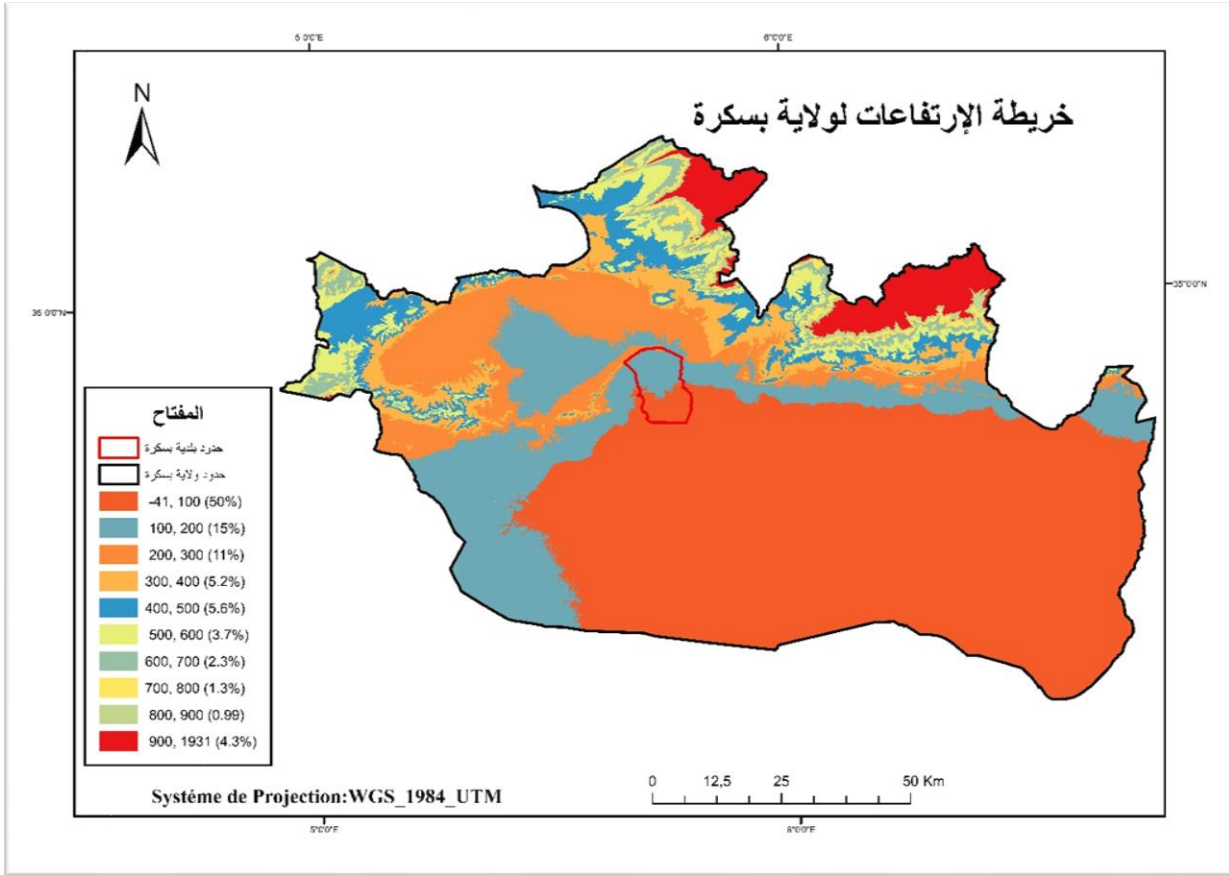 5 0'0"E
6°0'0"E
N
خريطة الإرتفاعات لولاية بسكرة
35°0'0"N
35 0'0"N
المفتاح
حدود بلدية بسكرة
حدود ولاية بسكرة
-41, 100 (50%)
100, 200 (15%)
200, 300 (11%)
300, 400 (5.2%)
400, 500 (5.6%)
500, 600 (3.7%)
600, 700 (2.3%)
700, 800 (1.3%)
800, 900 (0.99)
900, 1931 (4.3%)
Systéme de Projection:WGS_1984_UTM
0 12,5 25 50 Km
5°0'0"E
6°0'0"E